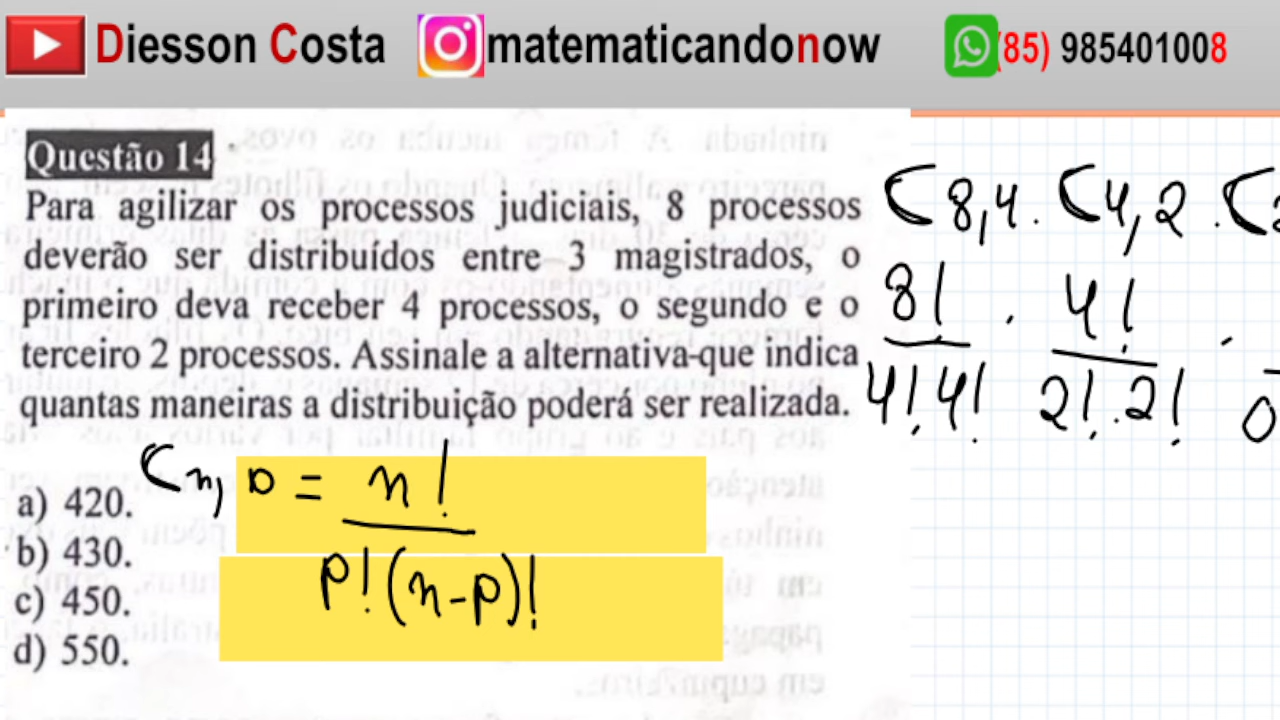 Diesson Costa matematicandonow (85) 985401008
Questão 14
Para agilizar os processos judiciais, 8 processos
deverão ser distribuídos entre 3 magistrados, o
primeiro deva receber 4 processos, o segundo e o
terceiro 2 processos. Assinale a alternativa-que indica
quantas maneiras a distribuição poderá ser realizada.
a) 420.
b) 430.
c) 450.
d) 550.
Cn,p = n!
p!(n-p)!
C8,4 . C4,2 . C2
8! . 4! .
4!.4! 2!.2! 0